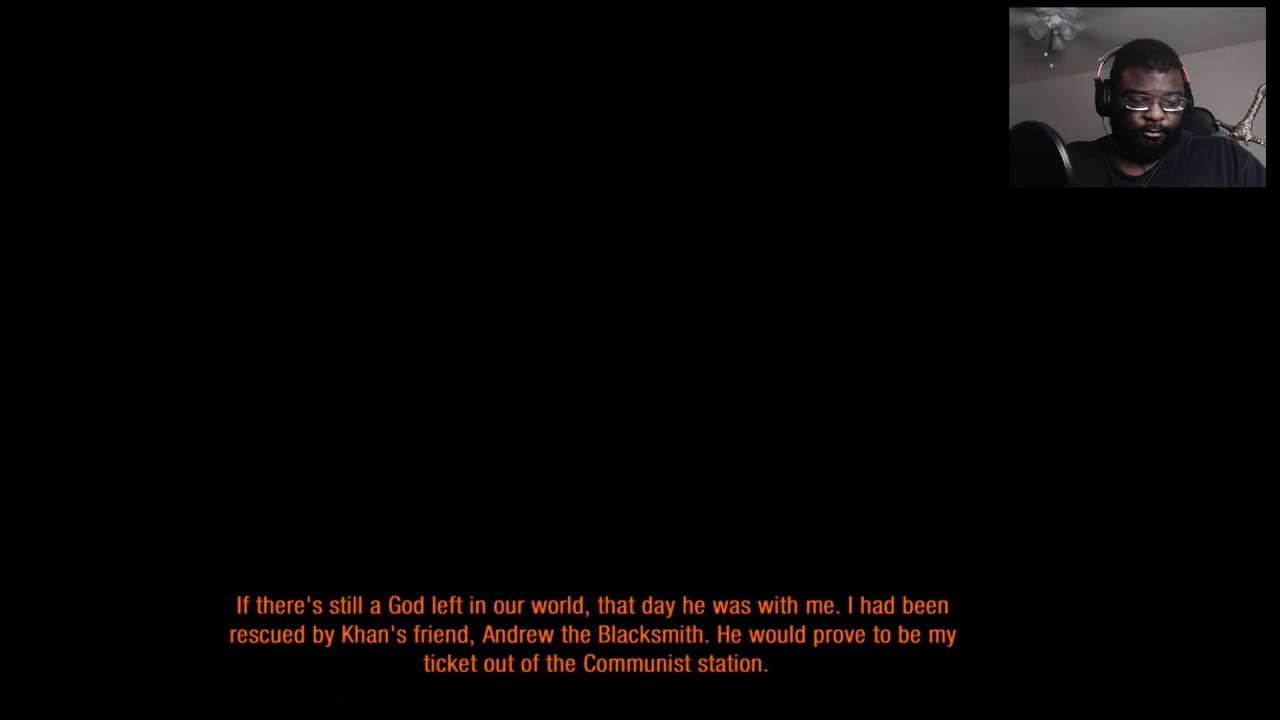 If there's still a God left in our world, that day he was with me. I had been
rescued by Khan's friend, Andrew the Blacksmith. He would prove to be my
ticket out of the Communist station.